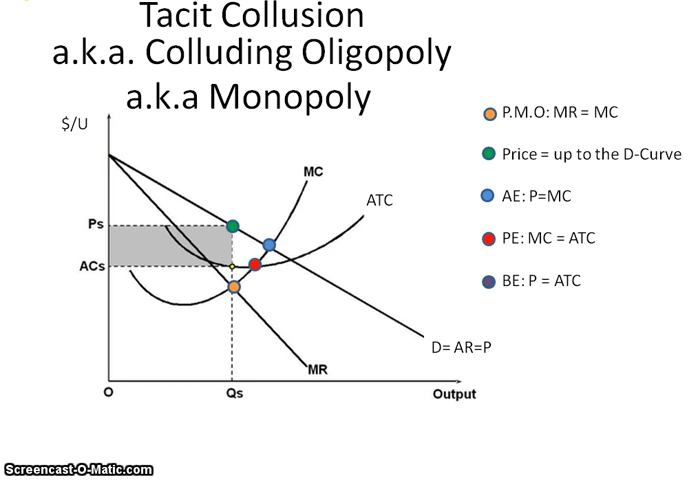 Tacit Collusion
a.k.a. Colluding Oligopoly
a.k.a Monopoly
$/U
P.M.O: MR = MC
Price = up to the D-Curve
AE: P=MC
PE: MC = ATC
BE: P = ATC
MC
ATC
Ps
ACs
D= AR=P
MR
O
Qs
Output
Screencast-O-Matic.com